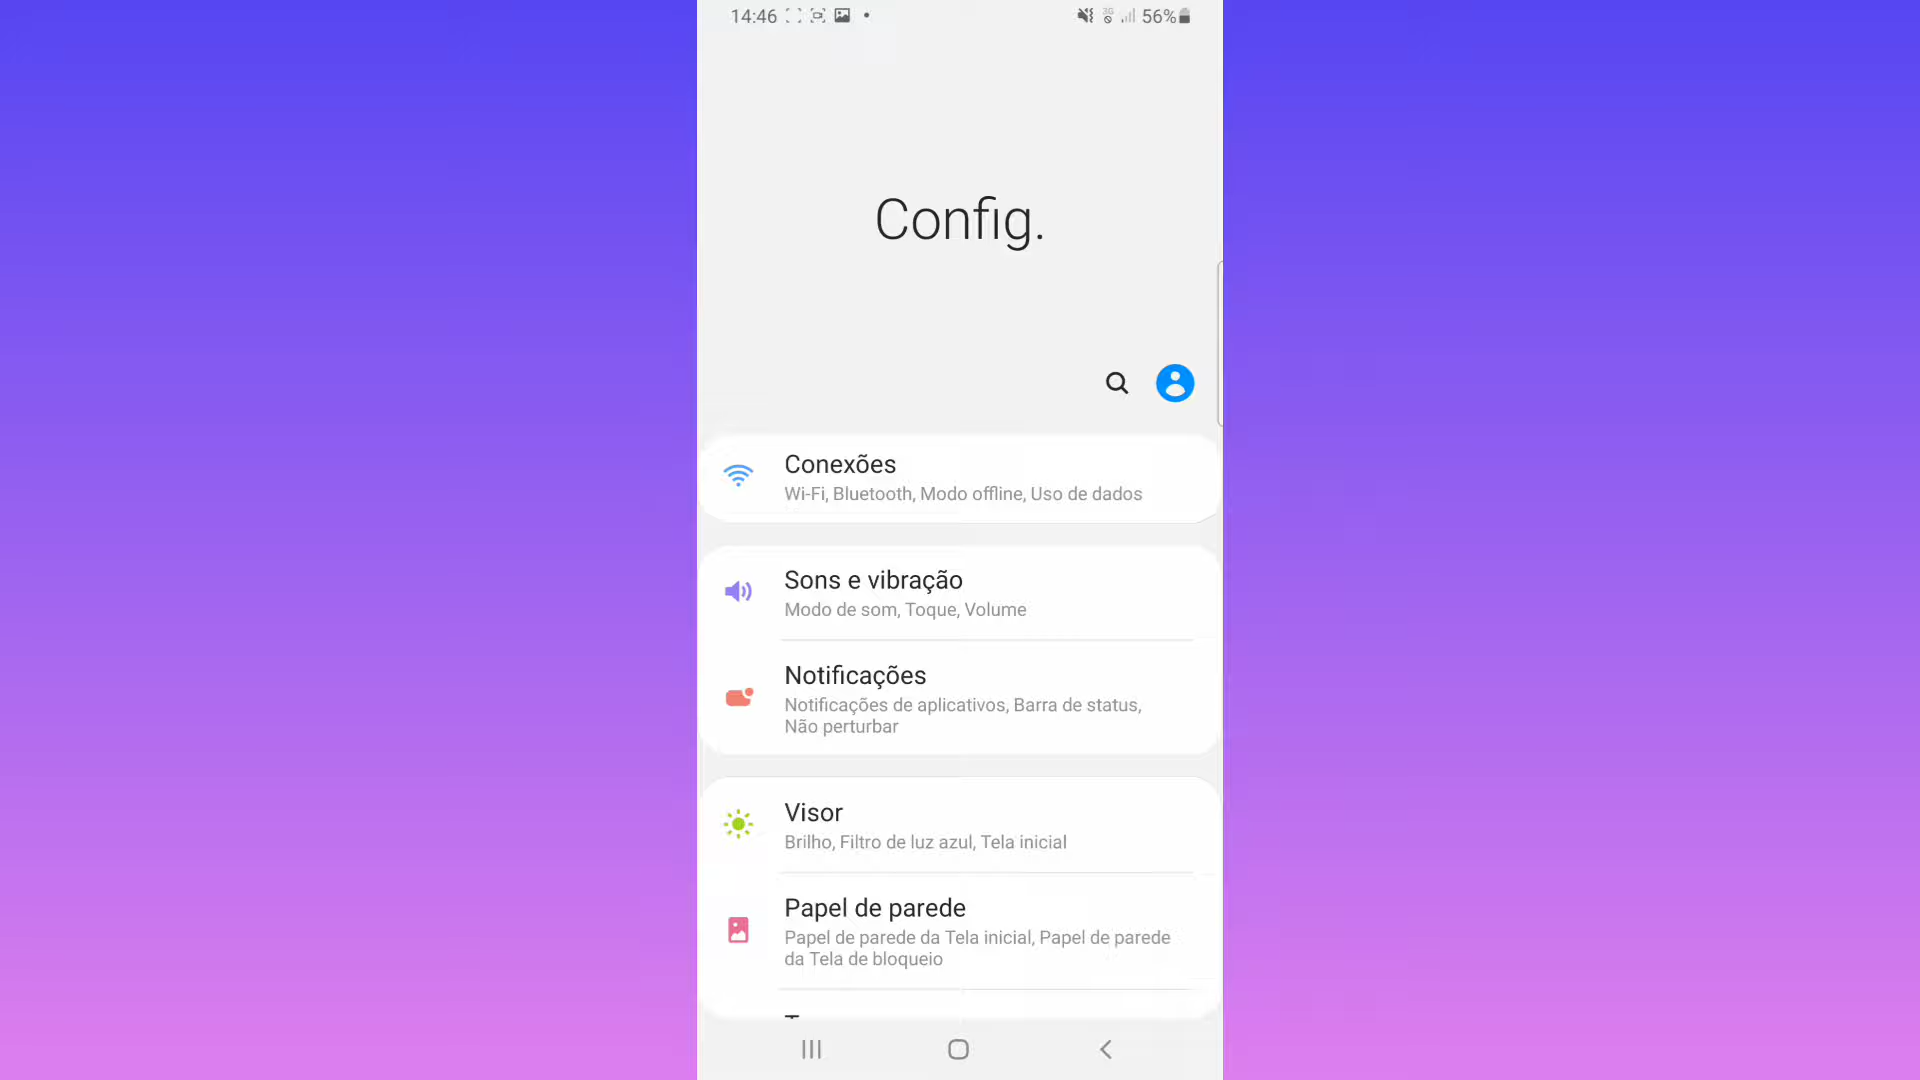 14:46
3G
56%
Config.
Conexões
Wi-Fi, Bluetooth, Modo offline, Uso de dados
Sons e vibração
Modo de som, Toque, Volume
Notificações
Notificações de aplicativos, Barra de status,
Não perturbar
Visor
Brilho, Filtro de luz azul, Tela inicial
Papel de parede
Papel de parede da Tela inicial, Papel de parede
da Tela de bloqueio